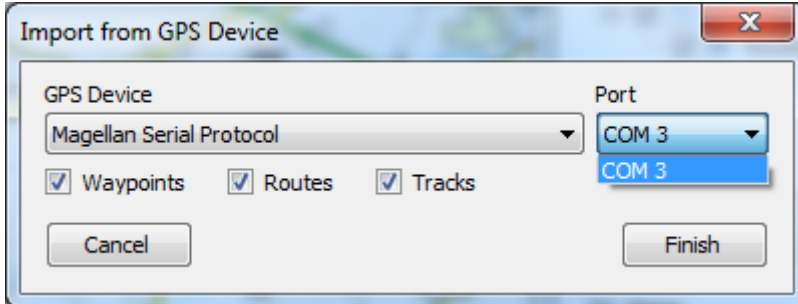 Import from GPS Device
GPS Device
Port
Magellan Serial Protocol
COM 3
COM 3
Waypoints
Routes
Tracks
Cancel
Finish